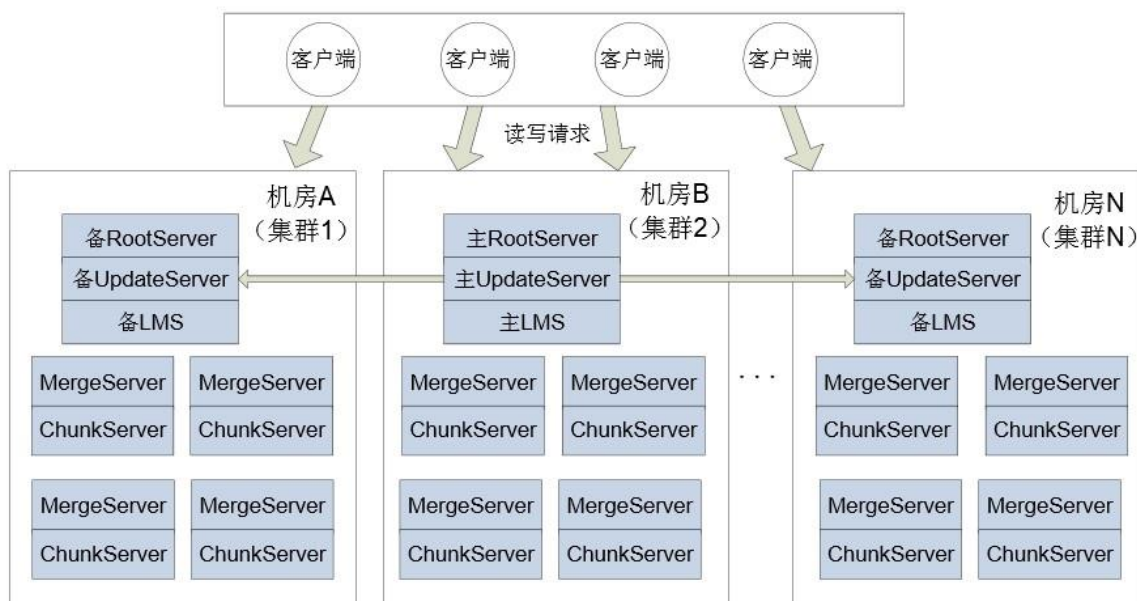 客户端 客户端 客户端 客户端
读写请求
机房A
（集群1）
备RootServer
备UpdateServer
备LMS
MergeServer MergeServer
ChunkServer ChunkServer
MergeServer MergeServer
ChunkServer ChunkServer
机房B
（集群2）
主RootServer
主UpdateServer
主LMS
MergeServer MergeServer
ChunkServer ChunkServer
MergeServer MergeServer
ChunkServer ChunkServer
...
机房N
（集群N）
备RootServer
备UpdateServer
备LMS
MergeServer MergeServer
ChunkServer ChunkServer
MergeServer MergeServer
ChunkServer ChunkServer